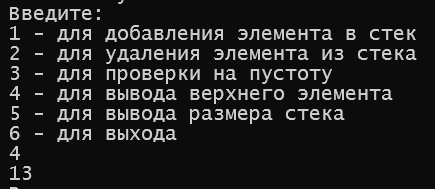 Введите:
1 - для добавления элемента в стек
2 - для удаления элемента из стека
3 - для проверки на пустоту
4 - для вывода верхнего элемента
5 - для вывода размера стека
6 - для выхода
4
13